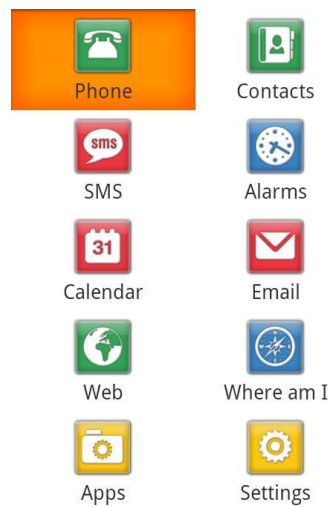 Phone
Contacts
sms
SMS
Alarms
31
Calendar
Email
Web
Where am I
Apps
Settings